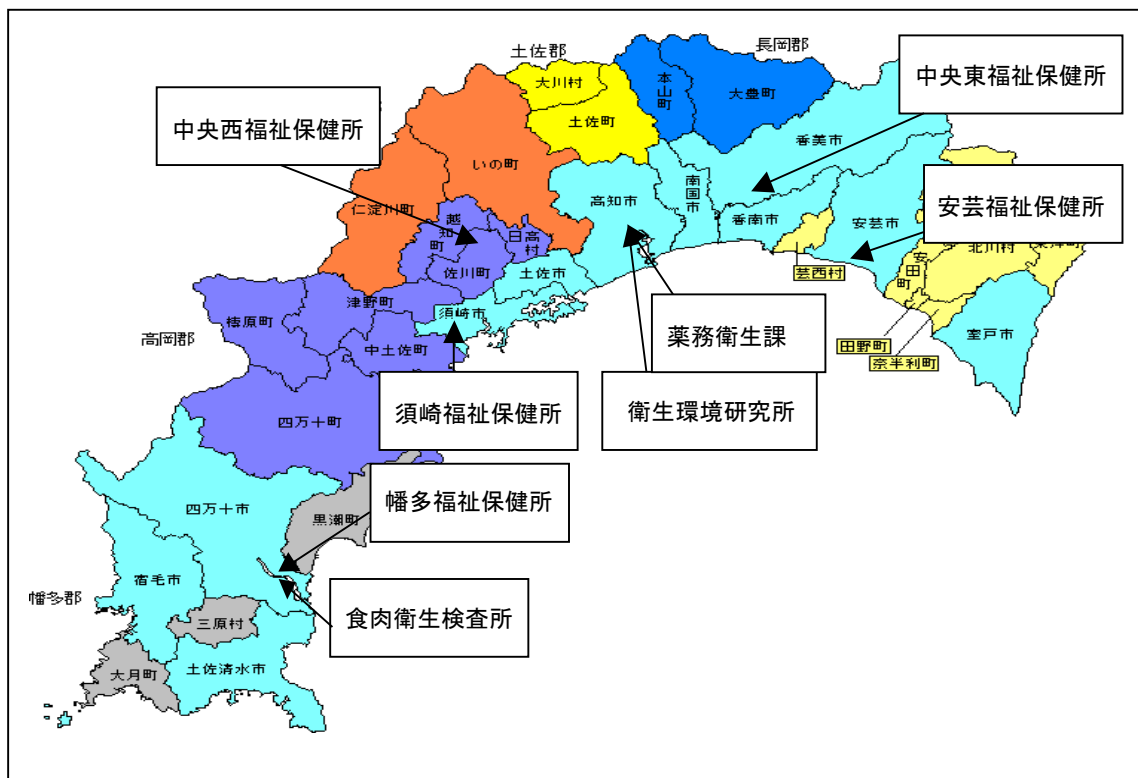 土佐郡
長岡郡
大川村
本山町
大豊町
土佐町
中央東福祉保健所
中央西福祉保健所
いの町
香美市
南国市
高知市
香南市
安芸市
安芸福祉保健所
仁淀川町
越知町
日高村
佐川町
土佐市
芸西村
安田町
北川村
津野町
須崎市
梼原町
高岡郡
中土佐町
薬務衛生課
田野町
奈半利町
室戸市
須崎福祉保健所
衛生環境研究所
四万十町
幡多福祉保健所
四万十市
黒潮町
宿毛市
幡多郡
食肉衛生検査所
三原村
大月町
土佐清水市